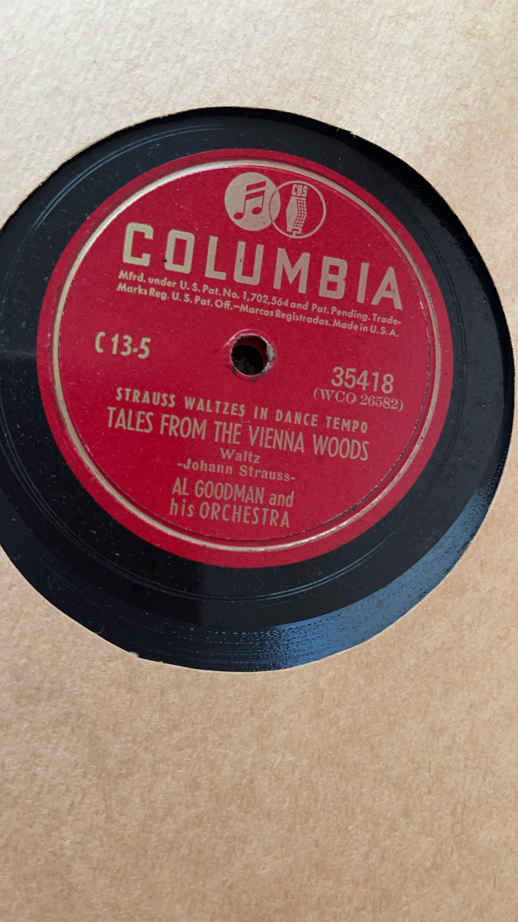 CBS
COLUMBIA
Mfrd. under U. S. Pat. No. 1,702,564 and Pat. Pending. Trade-
Marks Reg. U. S. Pat. Off.—Marcas Registradas. Made in U. S. A.
C 13-5
35418
(WCO 26582)
STRAUSS WALTZES IN DANCE TEMPO
TALES FROM THE VIENNA WOODS
Waltz
-Johann Strauss-
AL GOODMAN and
his ORCHESTRA